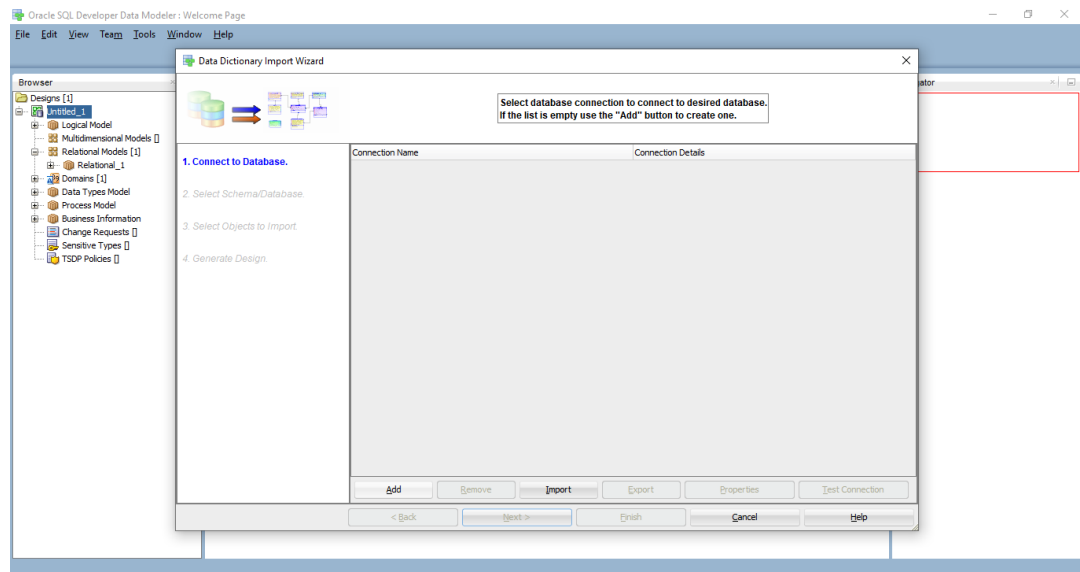 Oracle SQL Developer Data Modeler : Welcome Page
File Edit View Team Tools Window Help
Data Dictionary Import Wizard
Browser
Designs [1]
Untitled_1
Logical Model
Multidimensional Models []
Relational Models [1]
Relational_1
Domains [1]
Data Types Model
Process Model
Business Information
Change Requests []
Sensitive Types []
TSDP Policies []
Select database connection to connect to desired database.
If the list is empty use the "Add" button to create one.
1. Connect to Database.
2. Select Schema/Database.
3. Select Objects to Import.
4. Generate Design.
Connection Name Connection Details
Add Remove Import Export Properties Test Connection
< Back Next > Finish Cancel Help
ator